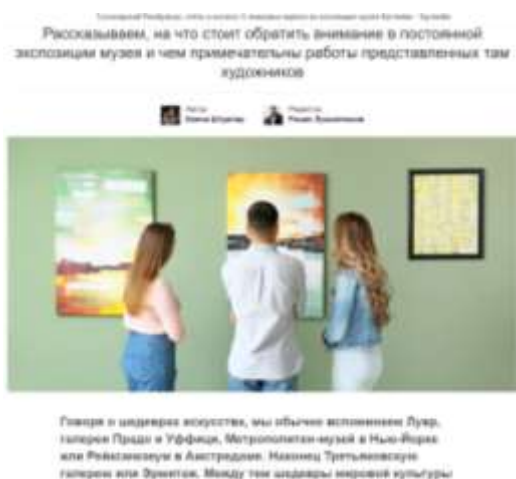 Рассказываем, на что стоит обратить внимание в постоянной
экспозиции музея и чем примечательны работы представленных там
художников
Говоря о шедеврах искусства, мы обычно вспоминаем Лувр,
галереи Прадо и Уффици, Метрополитен-музей в Нью-Йорке
или Рейксмузеум в Амстердаме. Наконец Третьяковскую
галерею или Эрмитаж. Между тем шедевры мировой культуры